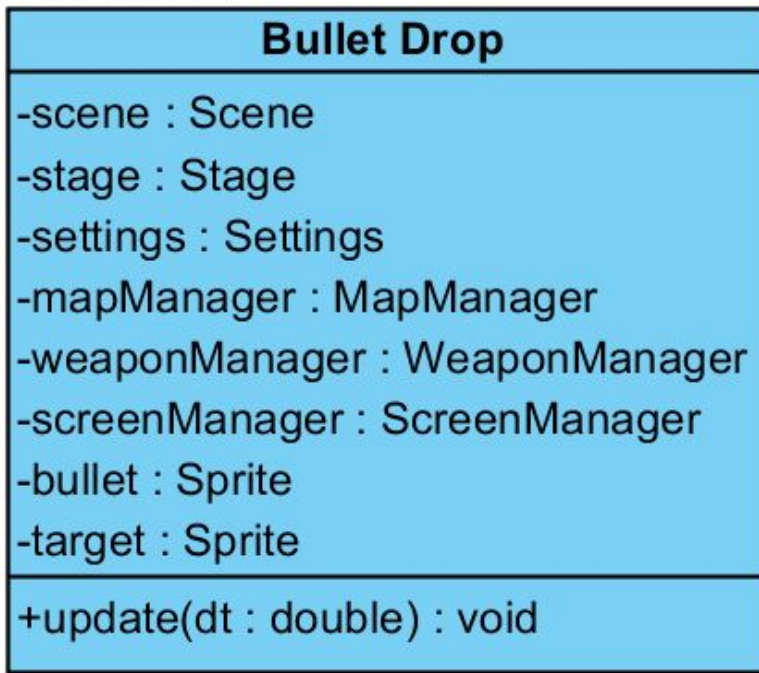 Bullet Drop
-scene : Scene
-stage : Stage
-settings : Settings
-mapManager : MapManager
-weaponManager : WeaponManager
-screenManager : ScreenManager
-bullet : Sprite
-target : Sprite
+update(dt : double) : void